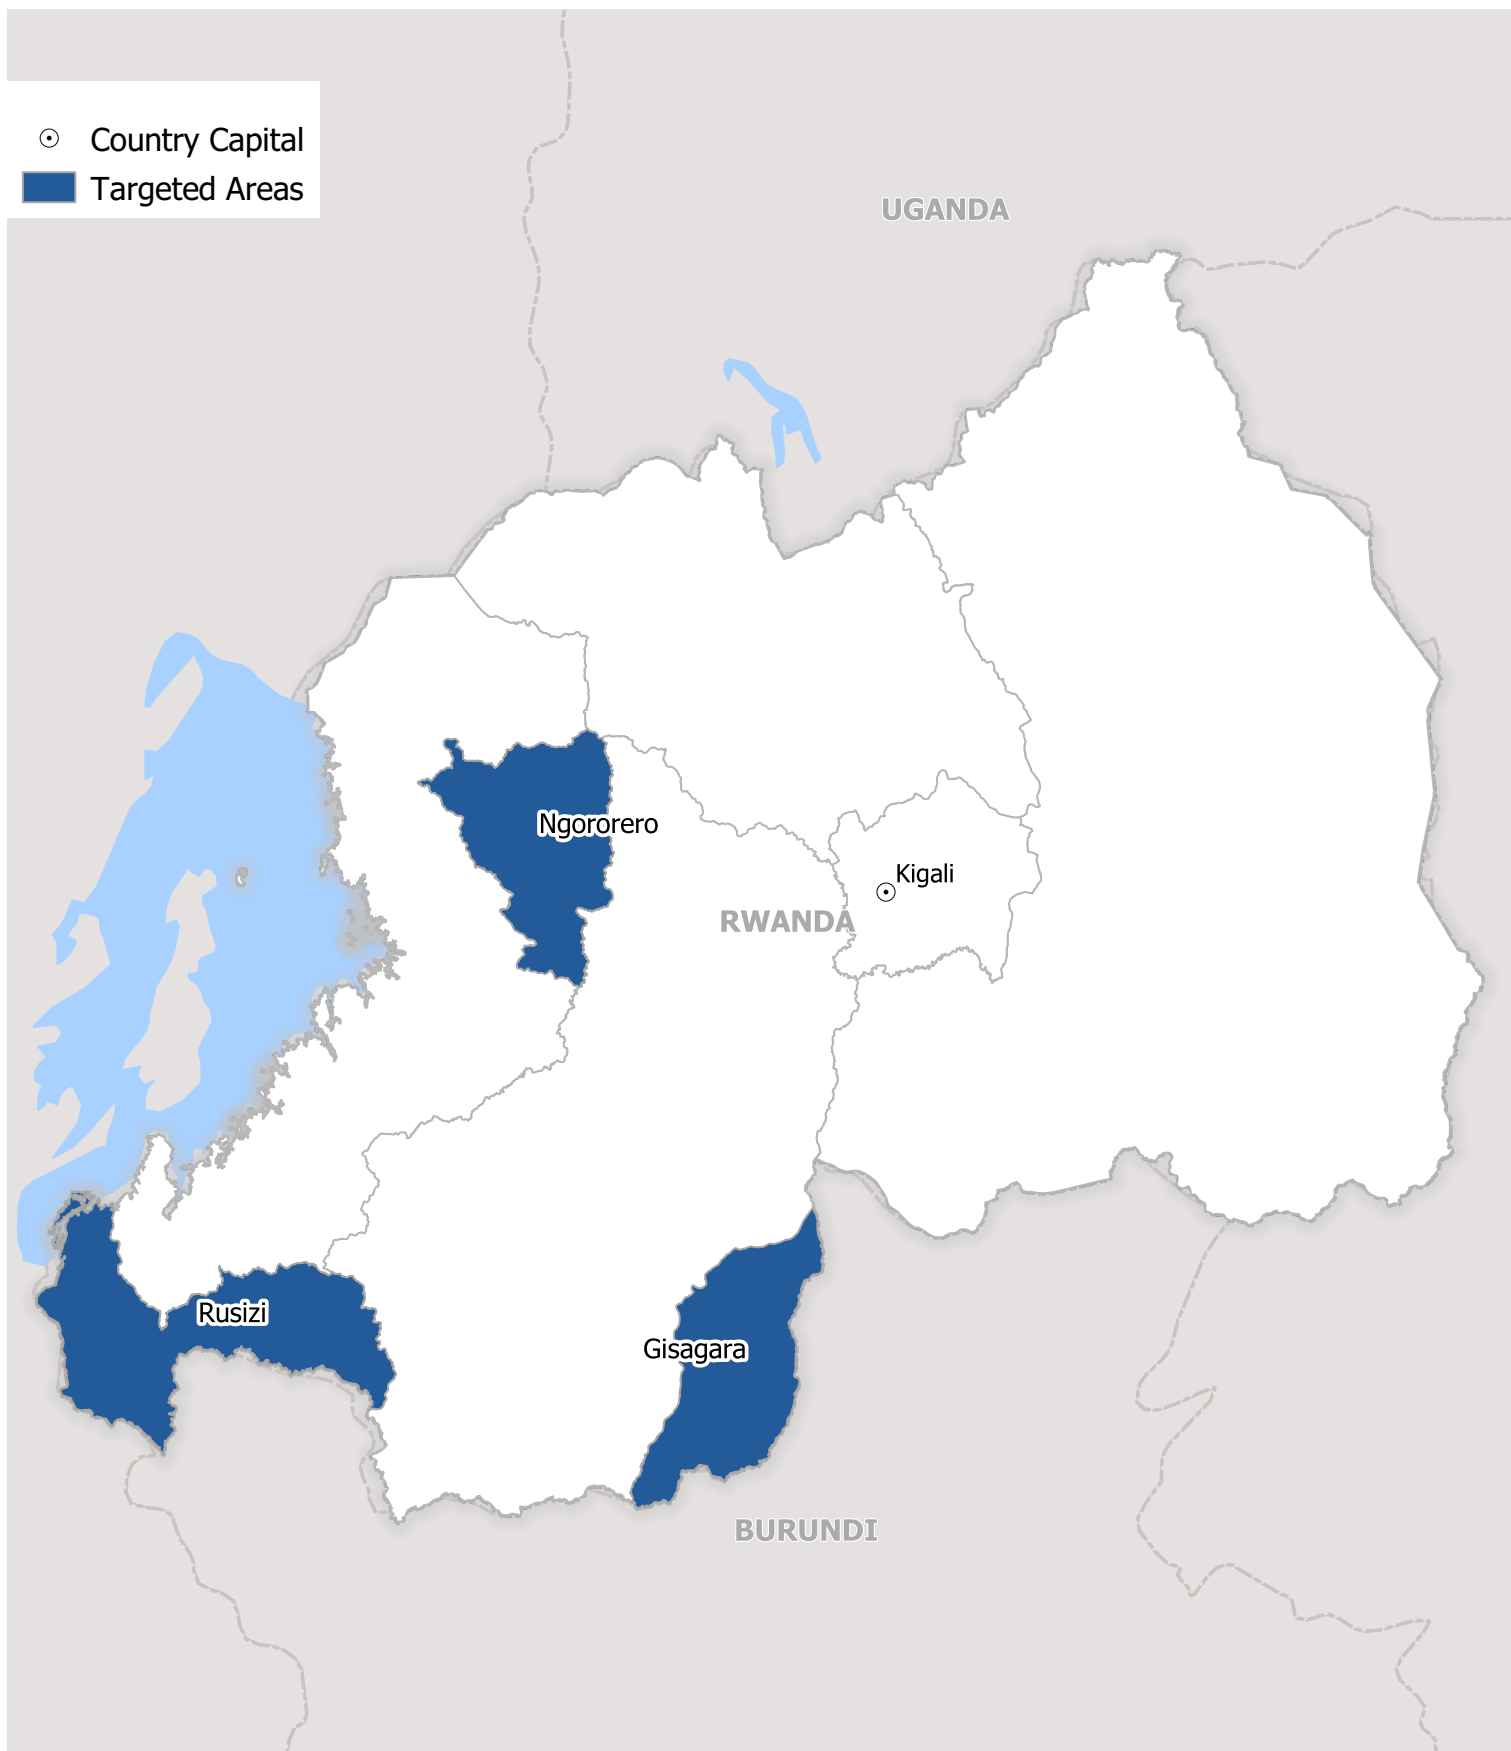 Country Capital
Targeted Areas
UGANDA
Ngororero
Kigali
RWANDA
Rusizi
Gisagara
BURUNDI